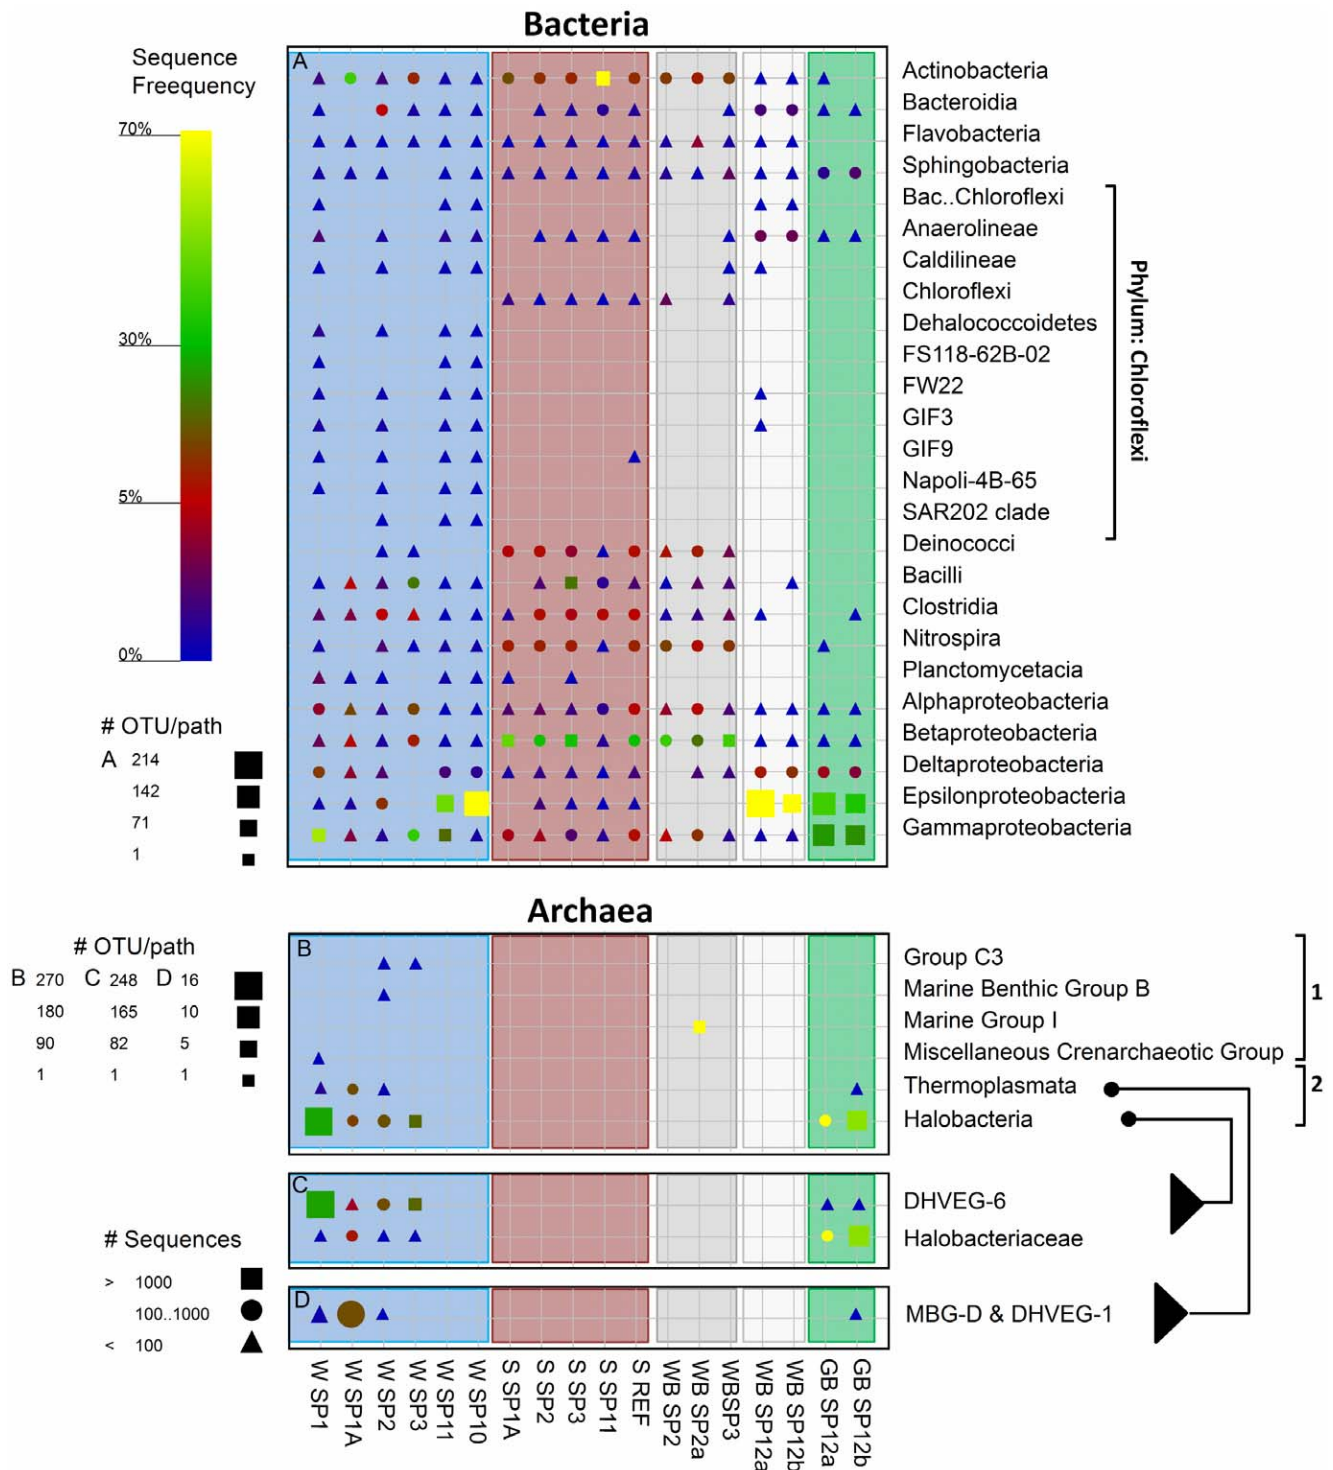 Bacteria
Sequence
Freequency
70%
30%
5%
0%
# OTU/path
A 214
142
71
1
A
Actinobacteria
Bacteroidia
Flavobacteria
Sphingobacteria
Bac..Chloroflexi
Anaerolineae
Caldilineae
Chloroflexi
Dehalococcoidetes
FS118-62B-02
FW22
GIF3
GIF9
Napoli-4B-65
SAR202 clade
Deinococci
Bacilli
Clostridia
Nitrospira
Planctomycetacia
Alphaproteobacteria
Betaproteobacteria
Deltaproteobacteria
Epsilonproteobacteria
Gammaproteobacteria
Phylum: Chloroflexi
Archaea
# OTU/path
B 270 C 248 D 16
180 165 10
90 82 5
1 1 1
B
Group C3
Marine Benthic Group B
Marine Group I
Miscellaneous Crenarchaeotic Group
Thermoplasmata
Halobacteria
1
2
C
DHVEG-6
Halobacteriaceae
# Sequences
> 1000
100..1000
< 100
D
MBG-D & DHVEG-1
W SP1
W SP1A
W SP2
W SP3
W SP11
W SP10
S SP1A
S SP2
S SP3
S SP11
S REF
WB SP2
WB SP2a
WBSP3
WB SP12a
WB SP12b
GB SP12a
GB SP12b